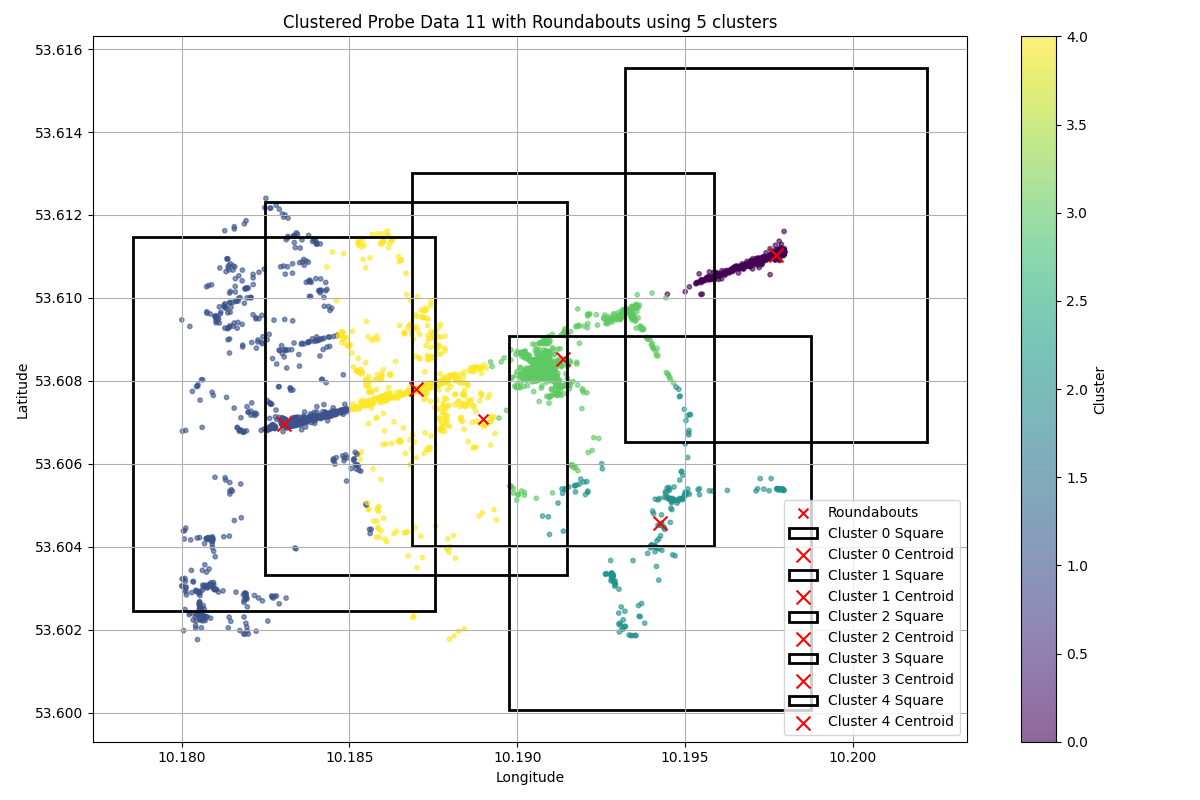 Clustered Probe Data 11 with Roundabouts using 5 clusters
53.616
53.614
53.612
53.610
53.608
53.606
53.604
53.602
53.600
Latitude
10.180
10.185
10.190
10.195
10.200
Longitude
Roundabouts
Cluster 0 Square
Cluster 0 Centroid
Cluster 1 Square
Cluster 1 Centroid
Cluster 2 Square
Cluster 2 Centroid
Cluster 3 Square
Cluster 3 Centroid
Cluster 4 Square
Cluster 4 Centroid
4.0
3.5
3.0
2.5
2.0
1.5
1.0
0.5
0.0
Cluster